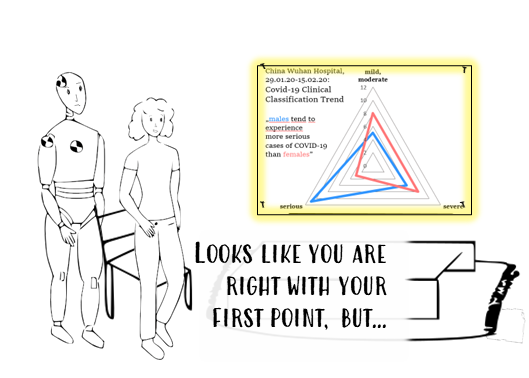 China Wuhan Hospital,
29.01.20-15.02.20:
Covid-19 Clinical
Classification Trend
„males tend to
experience
more serious
cases of COVID-19
than females“
mild,
moderate
12
10
8
6
2
0
serious
severe
LOOKS LIKE YOU ARE
RIGHT WITH YOUR
FIRST POINT, BUT...